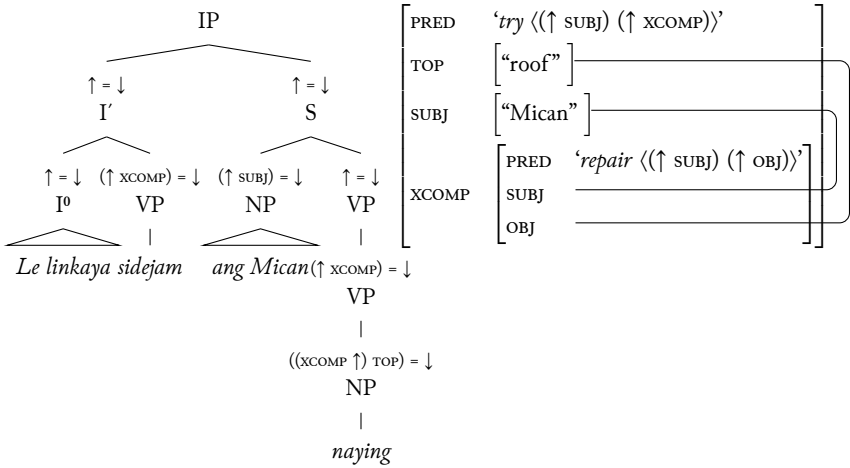 IP
PRED ‘try ⟨(↑ SUBJ) (↑ XCOMP)⟩’
TOP [“roof”]
↑ = ↓ ↑ = ↓
I′ S
SUBJ [“Mican”]
PRED ‘repair ⟨(↑ SUBJ) (↑ OBJ)⟩’
↑ = ↓ (↑ XCOMP) = ↓ (↑ SUBJ) = ↓ ↑ = ↓
XCOMP SUBJ
I⁰ VP NP VP
OBJ
Le linkaya sidejam ang Mican (↑ XCOMP) = ↓
VP
((XCOMP ↑) TOP) = ↓
NP
naying